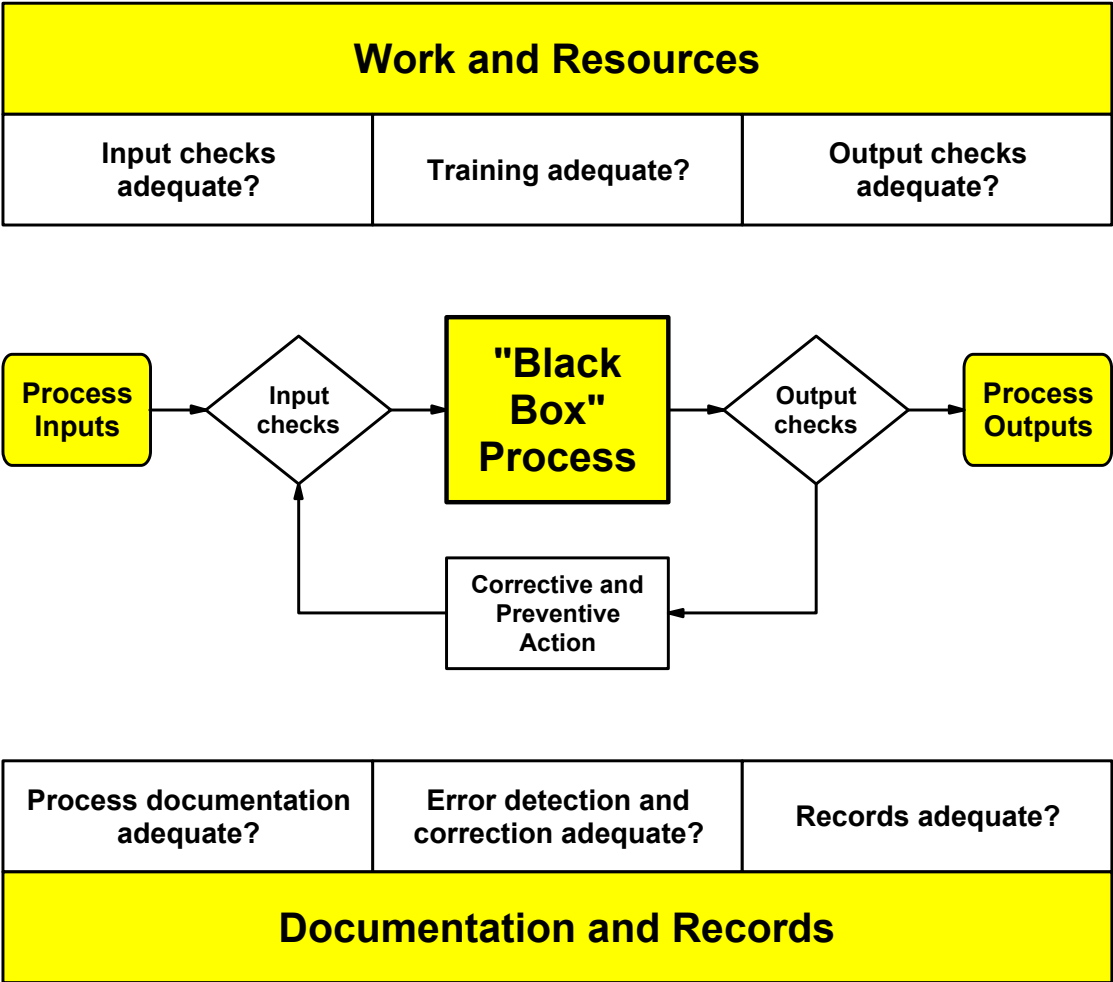 Work and Resources
Input checks
adequate?
Training adequate?
Output checks
adequate?
Process
Inputs
Input
checks
"Black
Box"
Process
Output
checks
Process
Outputs
Corrective and
Preventive
Action
Process documentation
adequate?
Error detection and
correction adequate?
Records adequate?
Documentation and Records